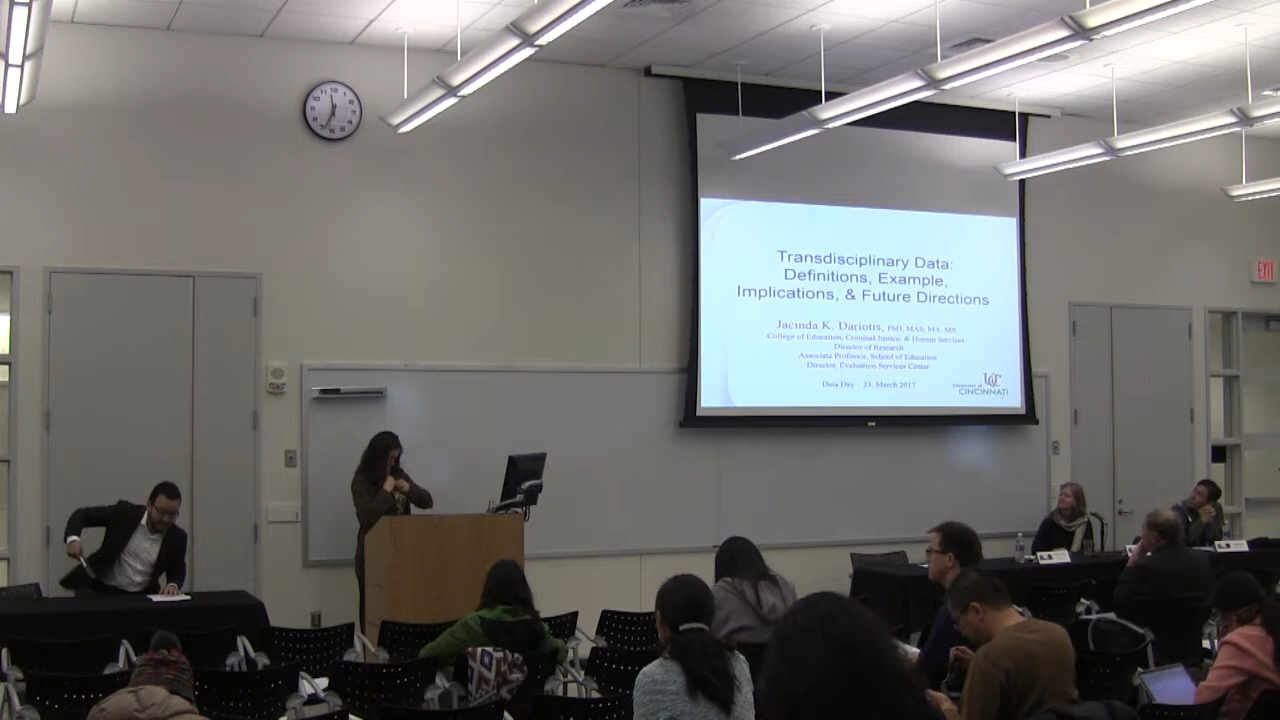 Transdisciplinary Data:
Definitions, Example,
Implications, & Future Directions
Jacinda K. Dariotis, PhD, MAS, MA, MS
College of Education, Criminal Justice, & Human Services
Director of Research
Associate Professor, School of Education
Director, Evaluation Services Center
Data Day – 23, March 2017
University of
CINCINNATI
EXIT